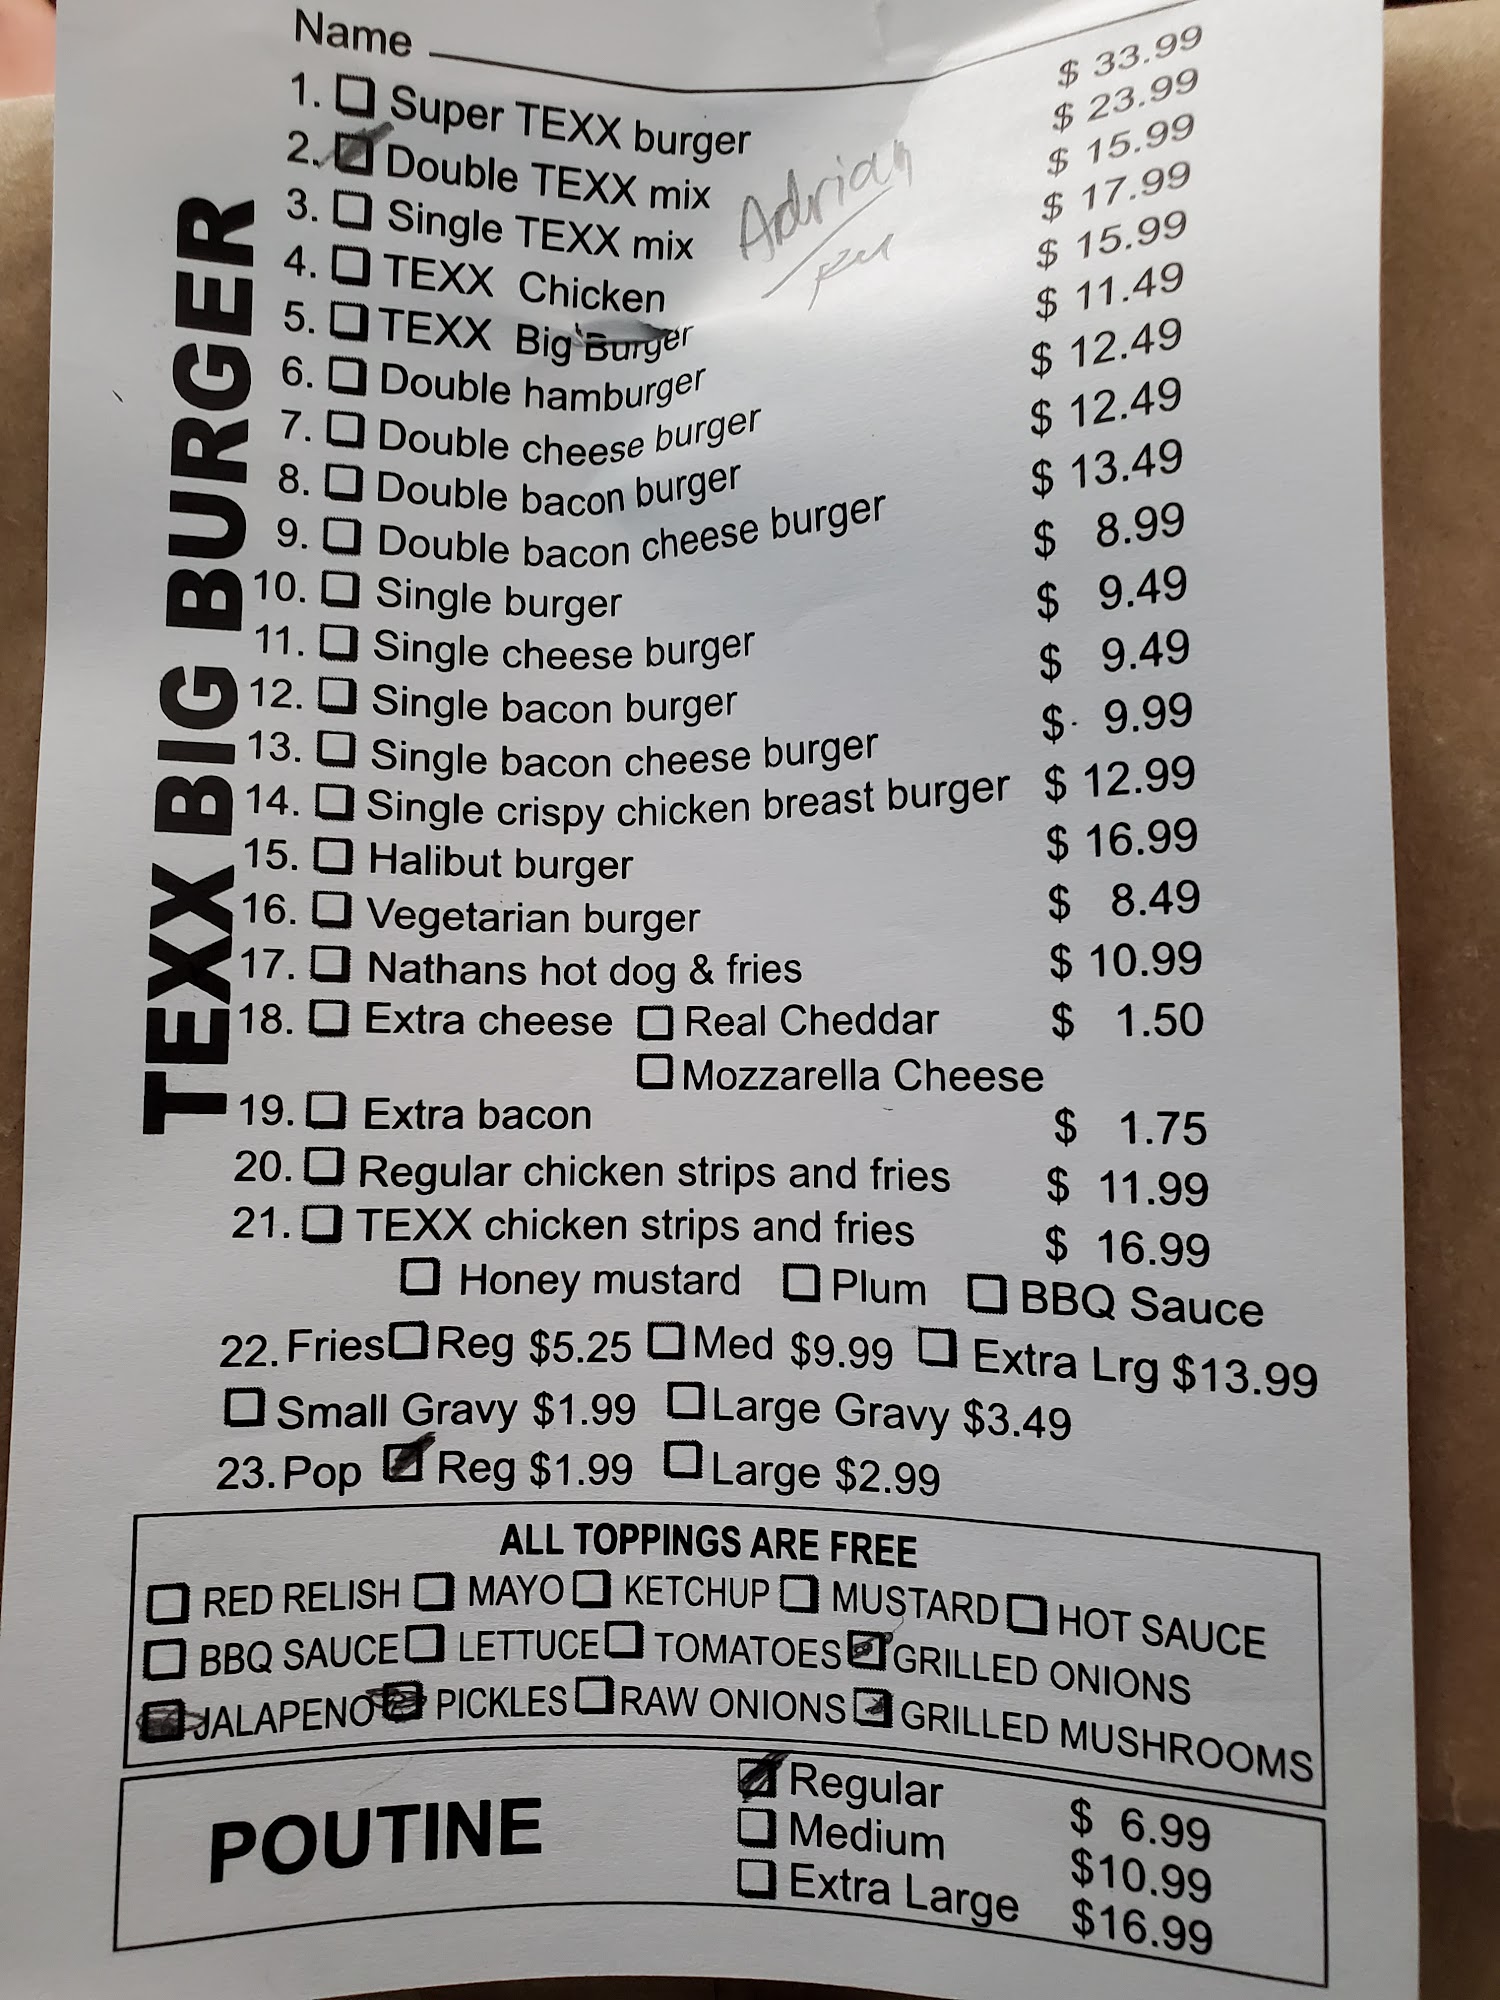 Name
1. Super TEXX burger $ 33.99
2. Double TEXX mix $ 23.99
3. Single TEXX mix $ 15.99
4. TEXX Chicken $ 17.99
5. TEXX Big Burger $ 15.99
6. Double hamburger $ 11.49
7. Double cheese burger $ 12.49
8. Double bacon burger $ 12.49
9. Double bacon cheese burger $ 13.49
10. Single burger $ 8.99
11. Single cheese burger $ 9.49
12. Single bacon burger $ 9.49
13. Single bacon cheese burger $ 9.99
14. Single crispy chicken breast burger $ 12.99
15. Halibut burger $ 16.99
16. Vegetarian burger $ 8.49
17. Nathans hot dog & fries $ 10.99
18. Extra cheese Real Cheddar $ 1.50
Mozzarella Cheese
19. Extra bacon $ 1.75
20. Regular chicken strips and fries $ 11.99
21. TEXX chicken strips and fries $ 16.99
Honey mustard Plum BBQ Sauce
22. Fries Reg $5.25 Med $9.99 Extra Lrg $13.99
Small Gravy $1.99 Large Gravy $3.49
23. Pop Reg $1.99 Large $2.99
Adrian
TEXX BIG BURGER
ALL TOPPINGS ARE FREE
RED RELISH MAYO KETCHUP MUSTARD HOT SAUCE
BBQ SAUCE LETTUCE TOMATOES GRILLED ONIONS
JALAPENO PICKLES RAW ONIONS GRILLED MUSHROOMS
POUTINE
Regular $ 6.99
Medium $10.99
Extra Large $16.99